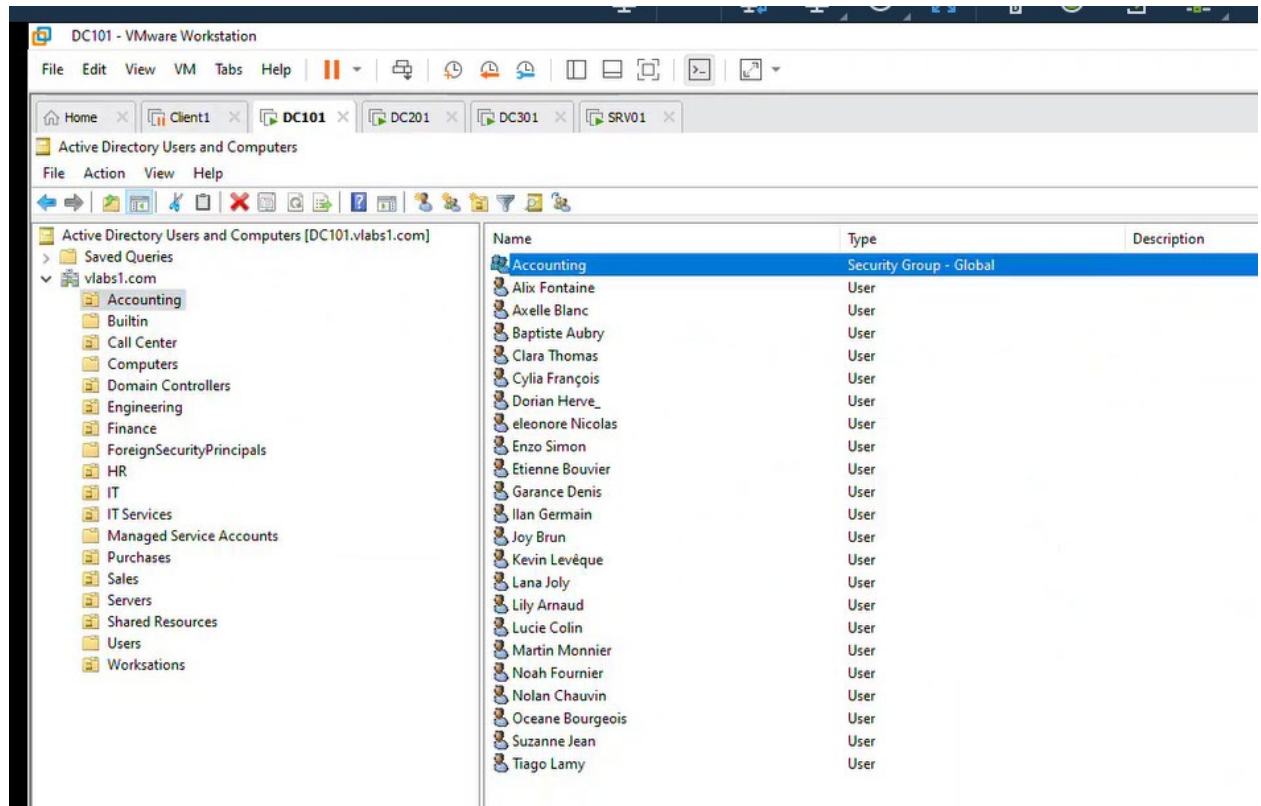 DC101 - VMware Workstation
File Edit View VM Tabs Help
Home Client1 DC101 DC201 DC301 SRV01
Active Directory Users and Computers
File Action View Help
Active Directory Users and Computers [DC101.vlabs1.com]
Saved Queries
vlabs1.com
Accounting
Builtin
Call Center
Computers
Domain Controllers
Engineering
Finance
ForeignSecurityPrincipals
HR
IT
IT Services
Managed Service Accounts
Purchases
Sales
Servers
Shared Resources
Users
Worksations
Name Type Description
Accounting Security Group - Global
Alix Fontaine User
Axelle Blanc User
Baptiste Aubry User
Clara Thomas User
Cylia François User
Dorian Herve_ User
eleonore Nicolas User
Enzo Simon User
Etienne Bouvier User
Garance Denis User
Ilan Germain User
Joy Brun User
Kevin Levêque User
Lana Joly User
Lily Arnaud User
Lucie Colin User
Martin Monnier User
Noah Fournier User
Nolan Chauvin User
Oceane Bourgeois User
Suzanne Jean User
Tiago Lamy User